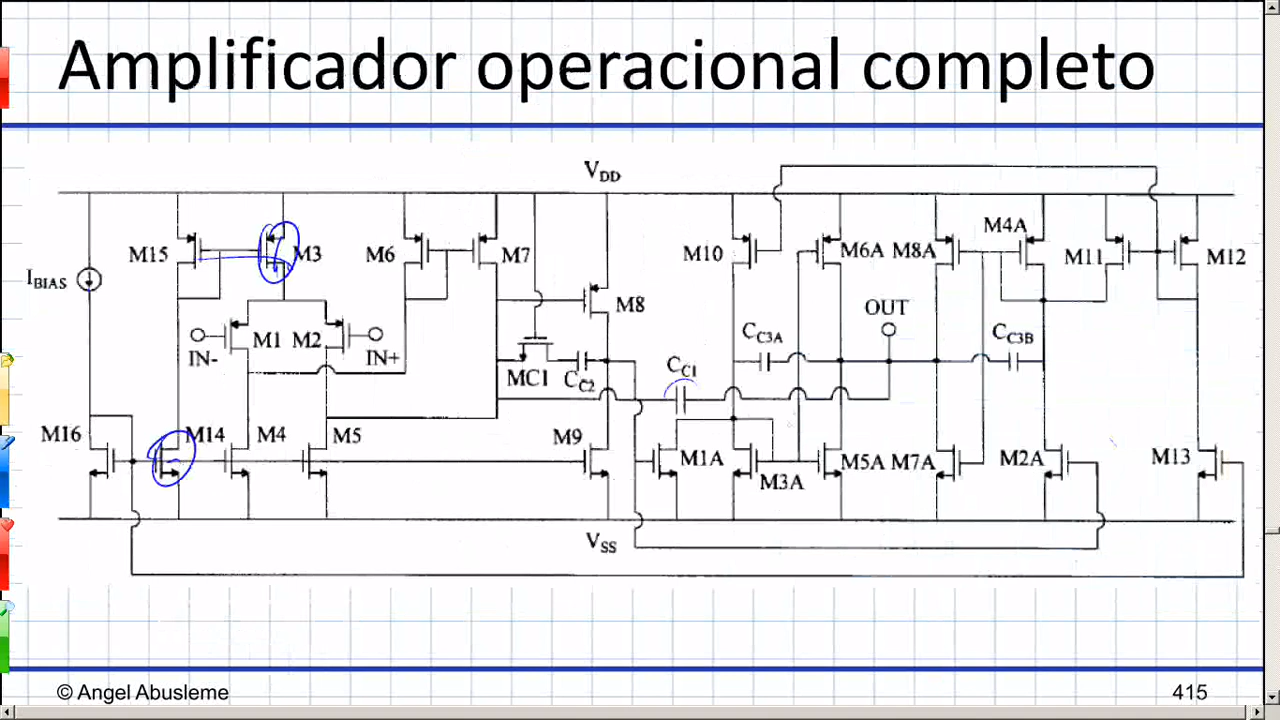 Amplificador operacional completo
VDD
M15
M3
M6
M7
M10
M6A
M8A
M4A
M11
M12
IBIAS
M8
OUT
IN-
M1
M2
IN+
MC1
CC2
CC1
CC3A
CC3B
M16
M14
M4
M5
M9
M1A
M3A
M5A
M7A
M2A
M13
VSS
© Angel Abusleme
415